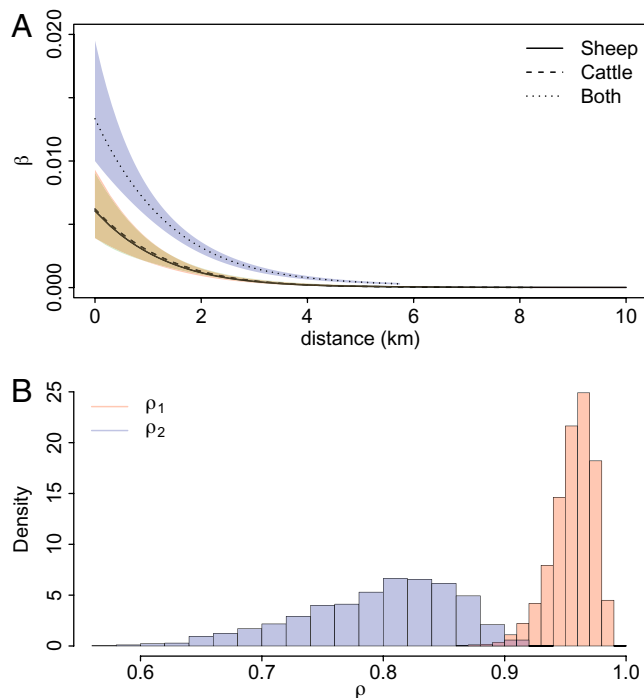 A
0.020
Sheep
Cattle
Both
0.010
β
0.000
0 2 4 6 8 10
distance (km)
B
25
ρ1
ρ2
20
15
Density
10
5
0
0.6 0.7 0.8 0.9 1.0
ρ